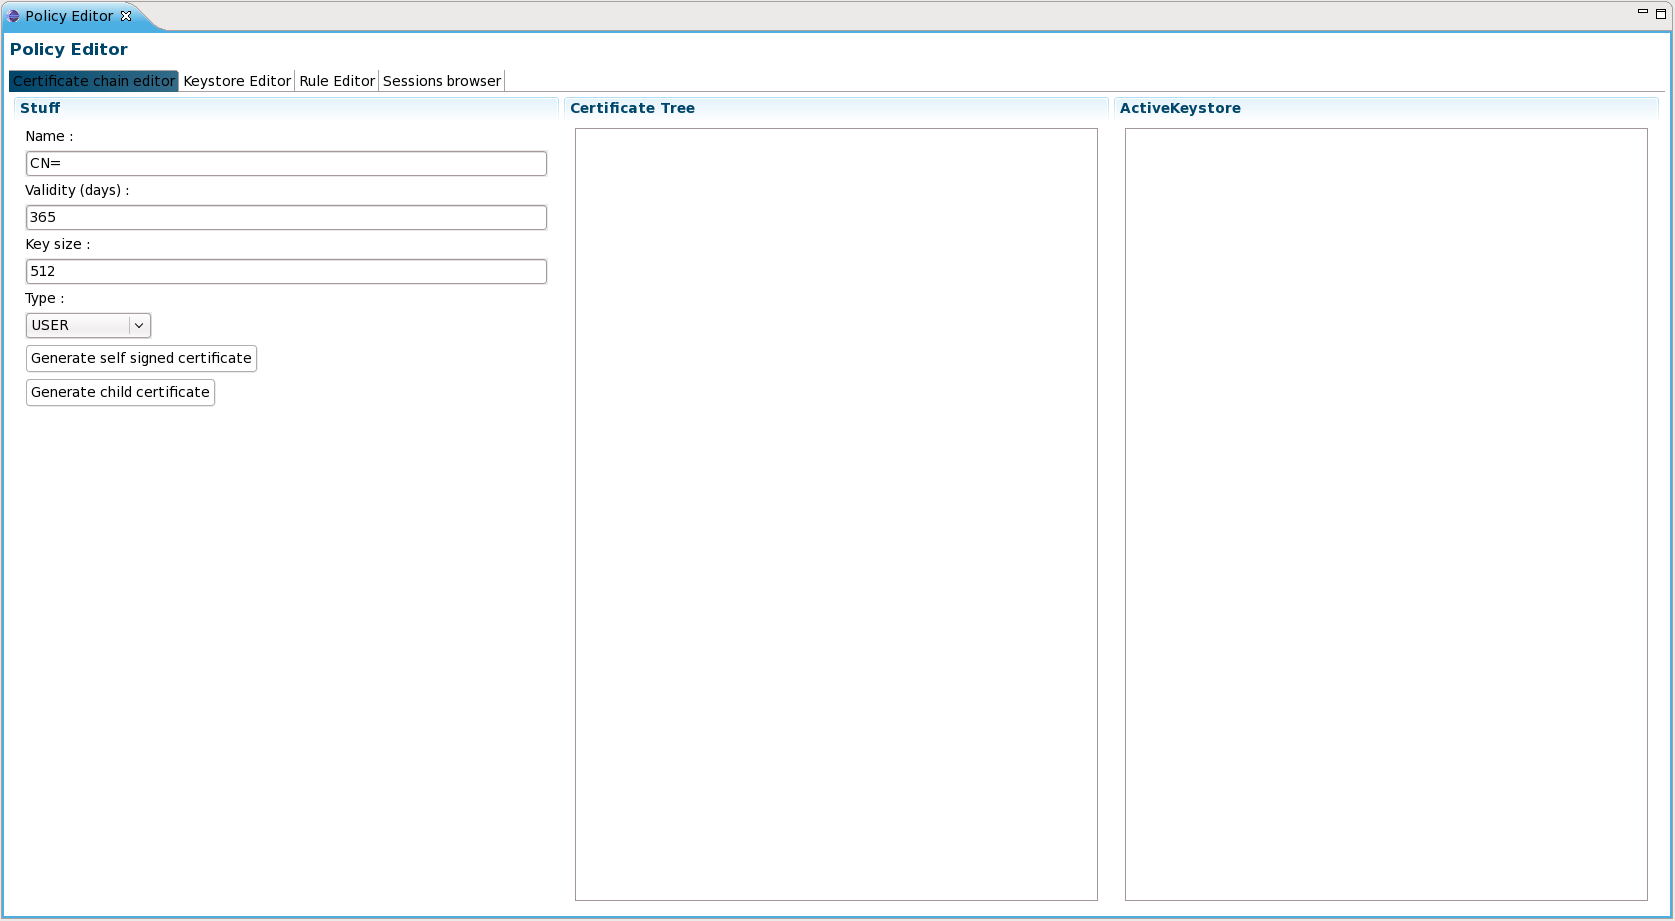 Policy Editor
Policy Editor
Certificate chain editor Keystore Editor Rule Editor Sessions browser
Stuff
Name :
CN=
Validity (days) :
365
Key size :
512
Type :
USER
Generate self signed certificate
Generate child certificate
Certificate Tree
ActiveKeystore